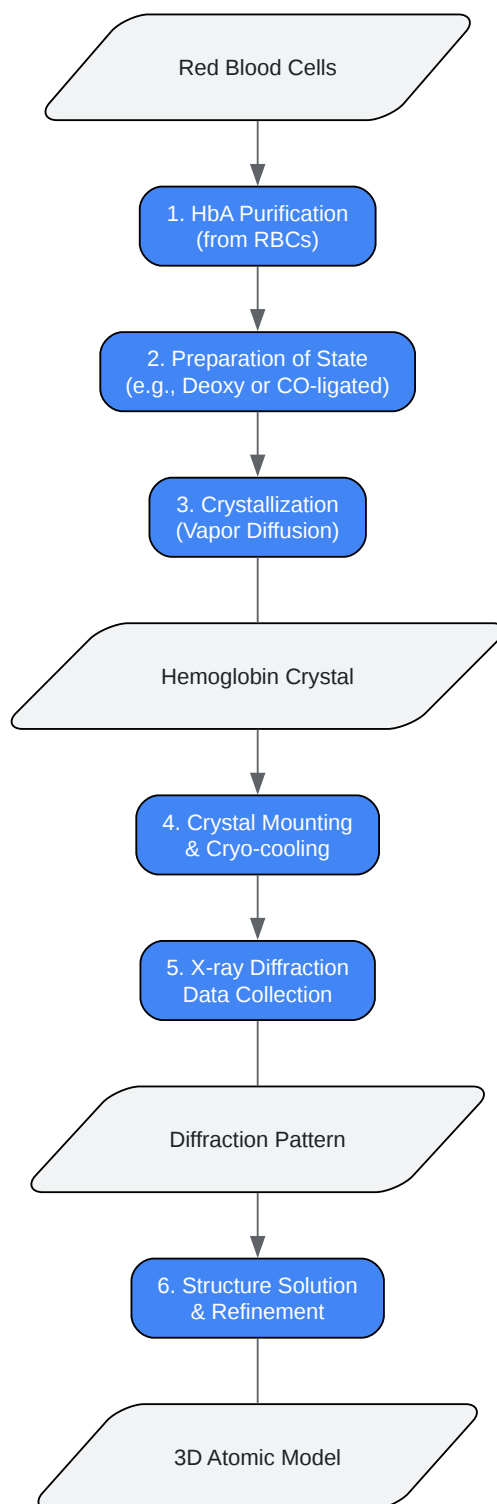 Red Blood Cells
1. HbA Purification
(from RBCs)
2. Preparation of State
(e.g., Deoxy or CO-ligated)
3. Crystallization
(Vapor Diffusion)
Hemoglobin Crystal
4. Crystal Mounting
& Cryo-cooling
5. X-ray Diffraction
Data Collection
Diffraction Pattern
6. Structure Solution
& Refinement
3D Atomic Model